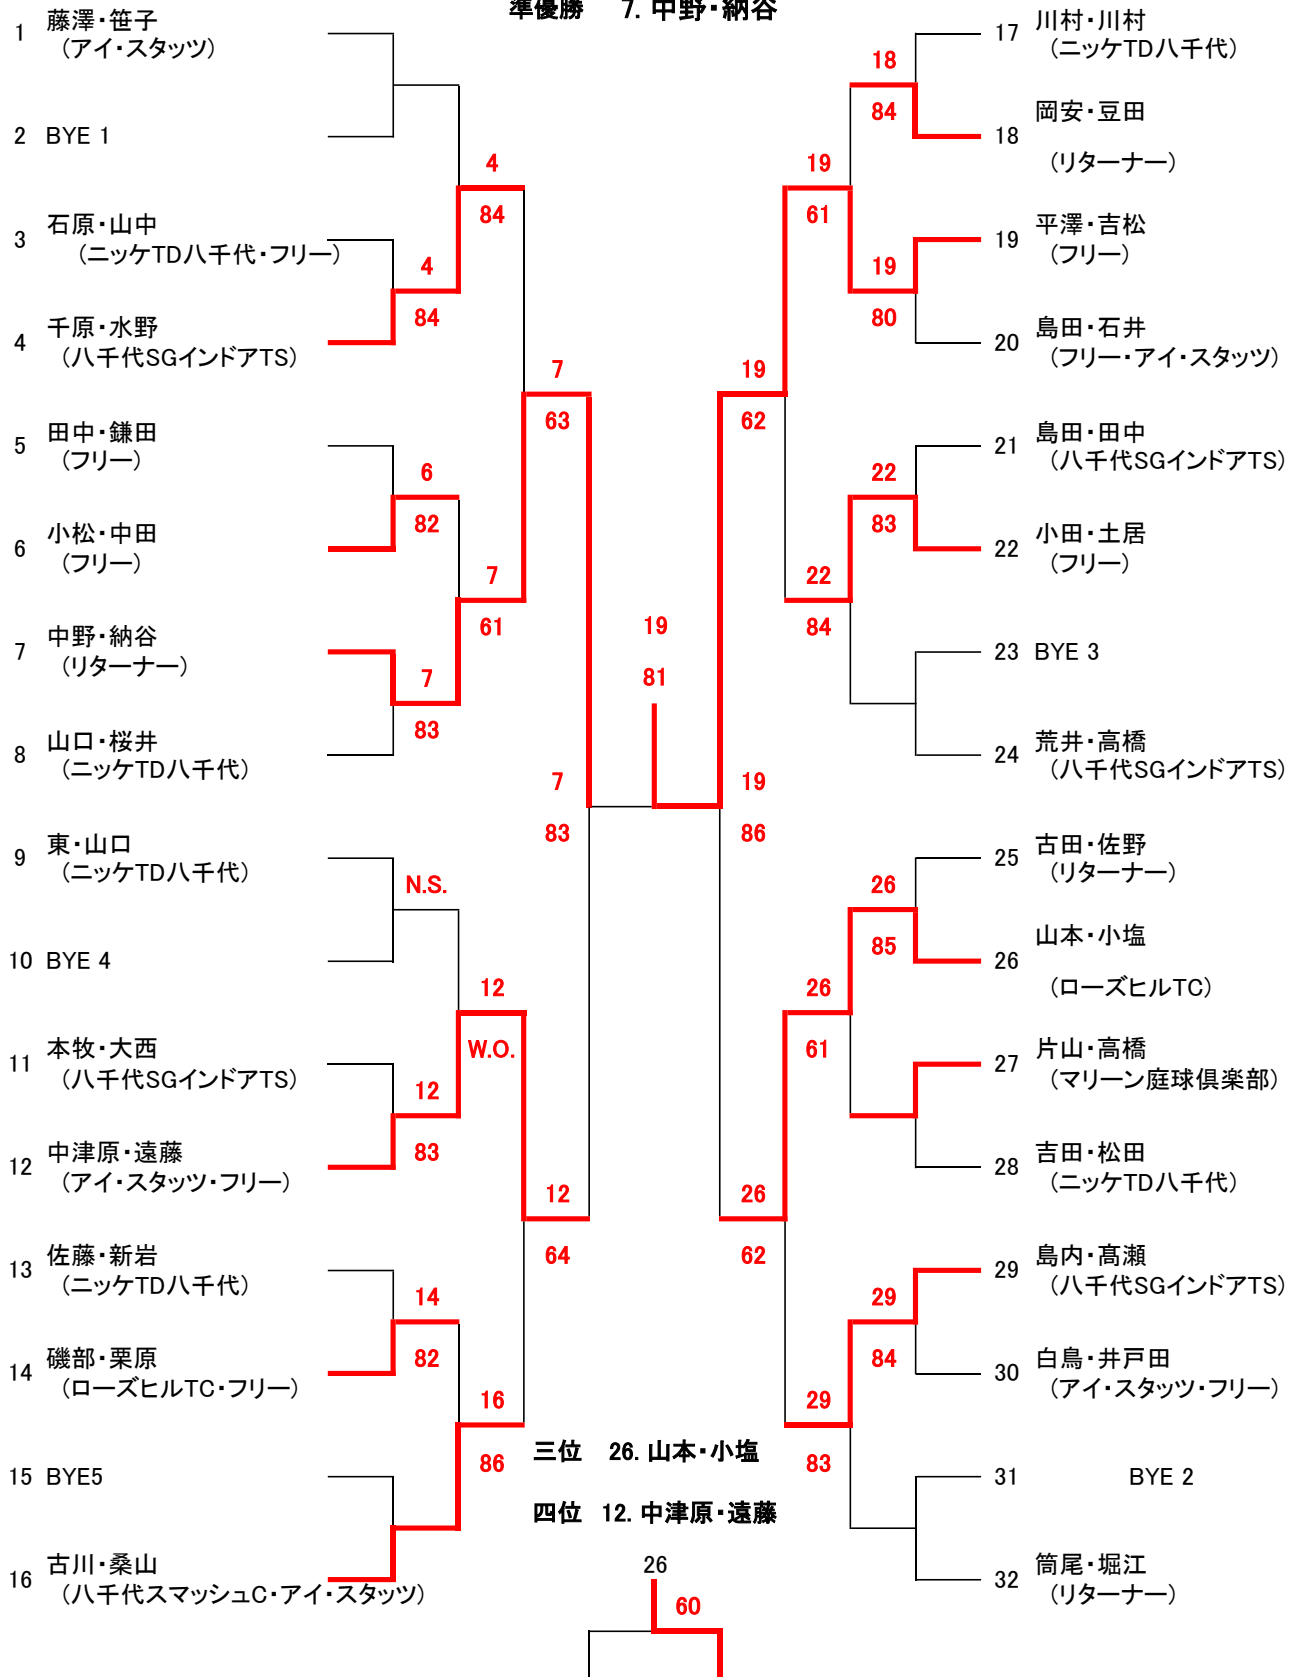 準優勝 7. 中野・納谷
1 藤澤・笹子
（アイ・スタッツ）
2 BYE 1
3 石原・山中
（ニッケTD八千代・フリー）
4 千原・水野
（八千代SGインドアTS）
5 田中・鎌田
（フリー）
6 小松・中田
（フリー）
7 中野・納谷
（リターナー）
8 山口・桜井
（ニッケTD八千代）
9 東・山口
（ニッケTD八千代）
10 BYE 4
11 本牧・大西
（八千代SGインドアTS）
12 中津原・遠藤
（アイ・スタッツ・フリー）
13 佐藤・新岩
（ニッケTD八千代）
14 磯部・栗原
（ローズヒルTC・フリー）
15 BYE5
16 古川・桑山
（八千代スマッシュC・アイ・スタッツ）
4
84
6
82
7
83
N.S.
12
83
14
82
4
84
7
61
12
W.O.
16
86
7
63
12
64
7
83
19
81
19
86
19
62
26
62
19
61
22
84
26
61
29
83
18
84
19
80
22
83
26
85
29
84
17 川村・川村
（ニッケTD八千代）
18 岡安・豆田
（リターナー）
19 平澤・吉松
（フリー）
20 島田・石井
（フリー・アイ・スタッツ）
21 島田・田中
（八千代SGインドアTS）
22 小田・土居
（フリー）
23 BYE 3
24 荒井・高橋
（八千代SGインドアTS）
25 古田・佐野
（リターナー）
26 山本・小塩
（ローズヒルTC）
27 片山・高橋
（マリーン庭球倶楽部）
28 吉田・松田
（ニッケTD八千代）
29 島内・髙瀬
（八千代SGインドアTS）
30 白鳥・井戸田
（アイ・スタッツ・フリー）
31 BYE 2
32 筒尾・堀江
（リターナー）
三位 26. 山本・小塩
四位 12. 中津原・遠藤
26
60